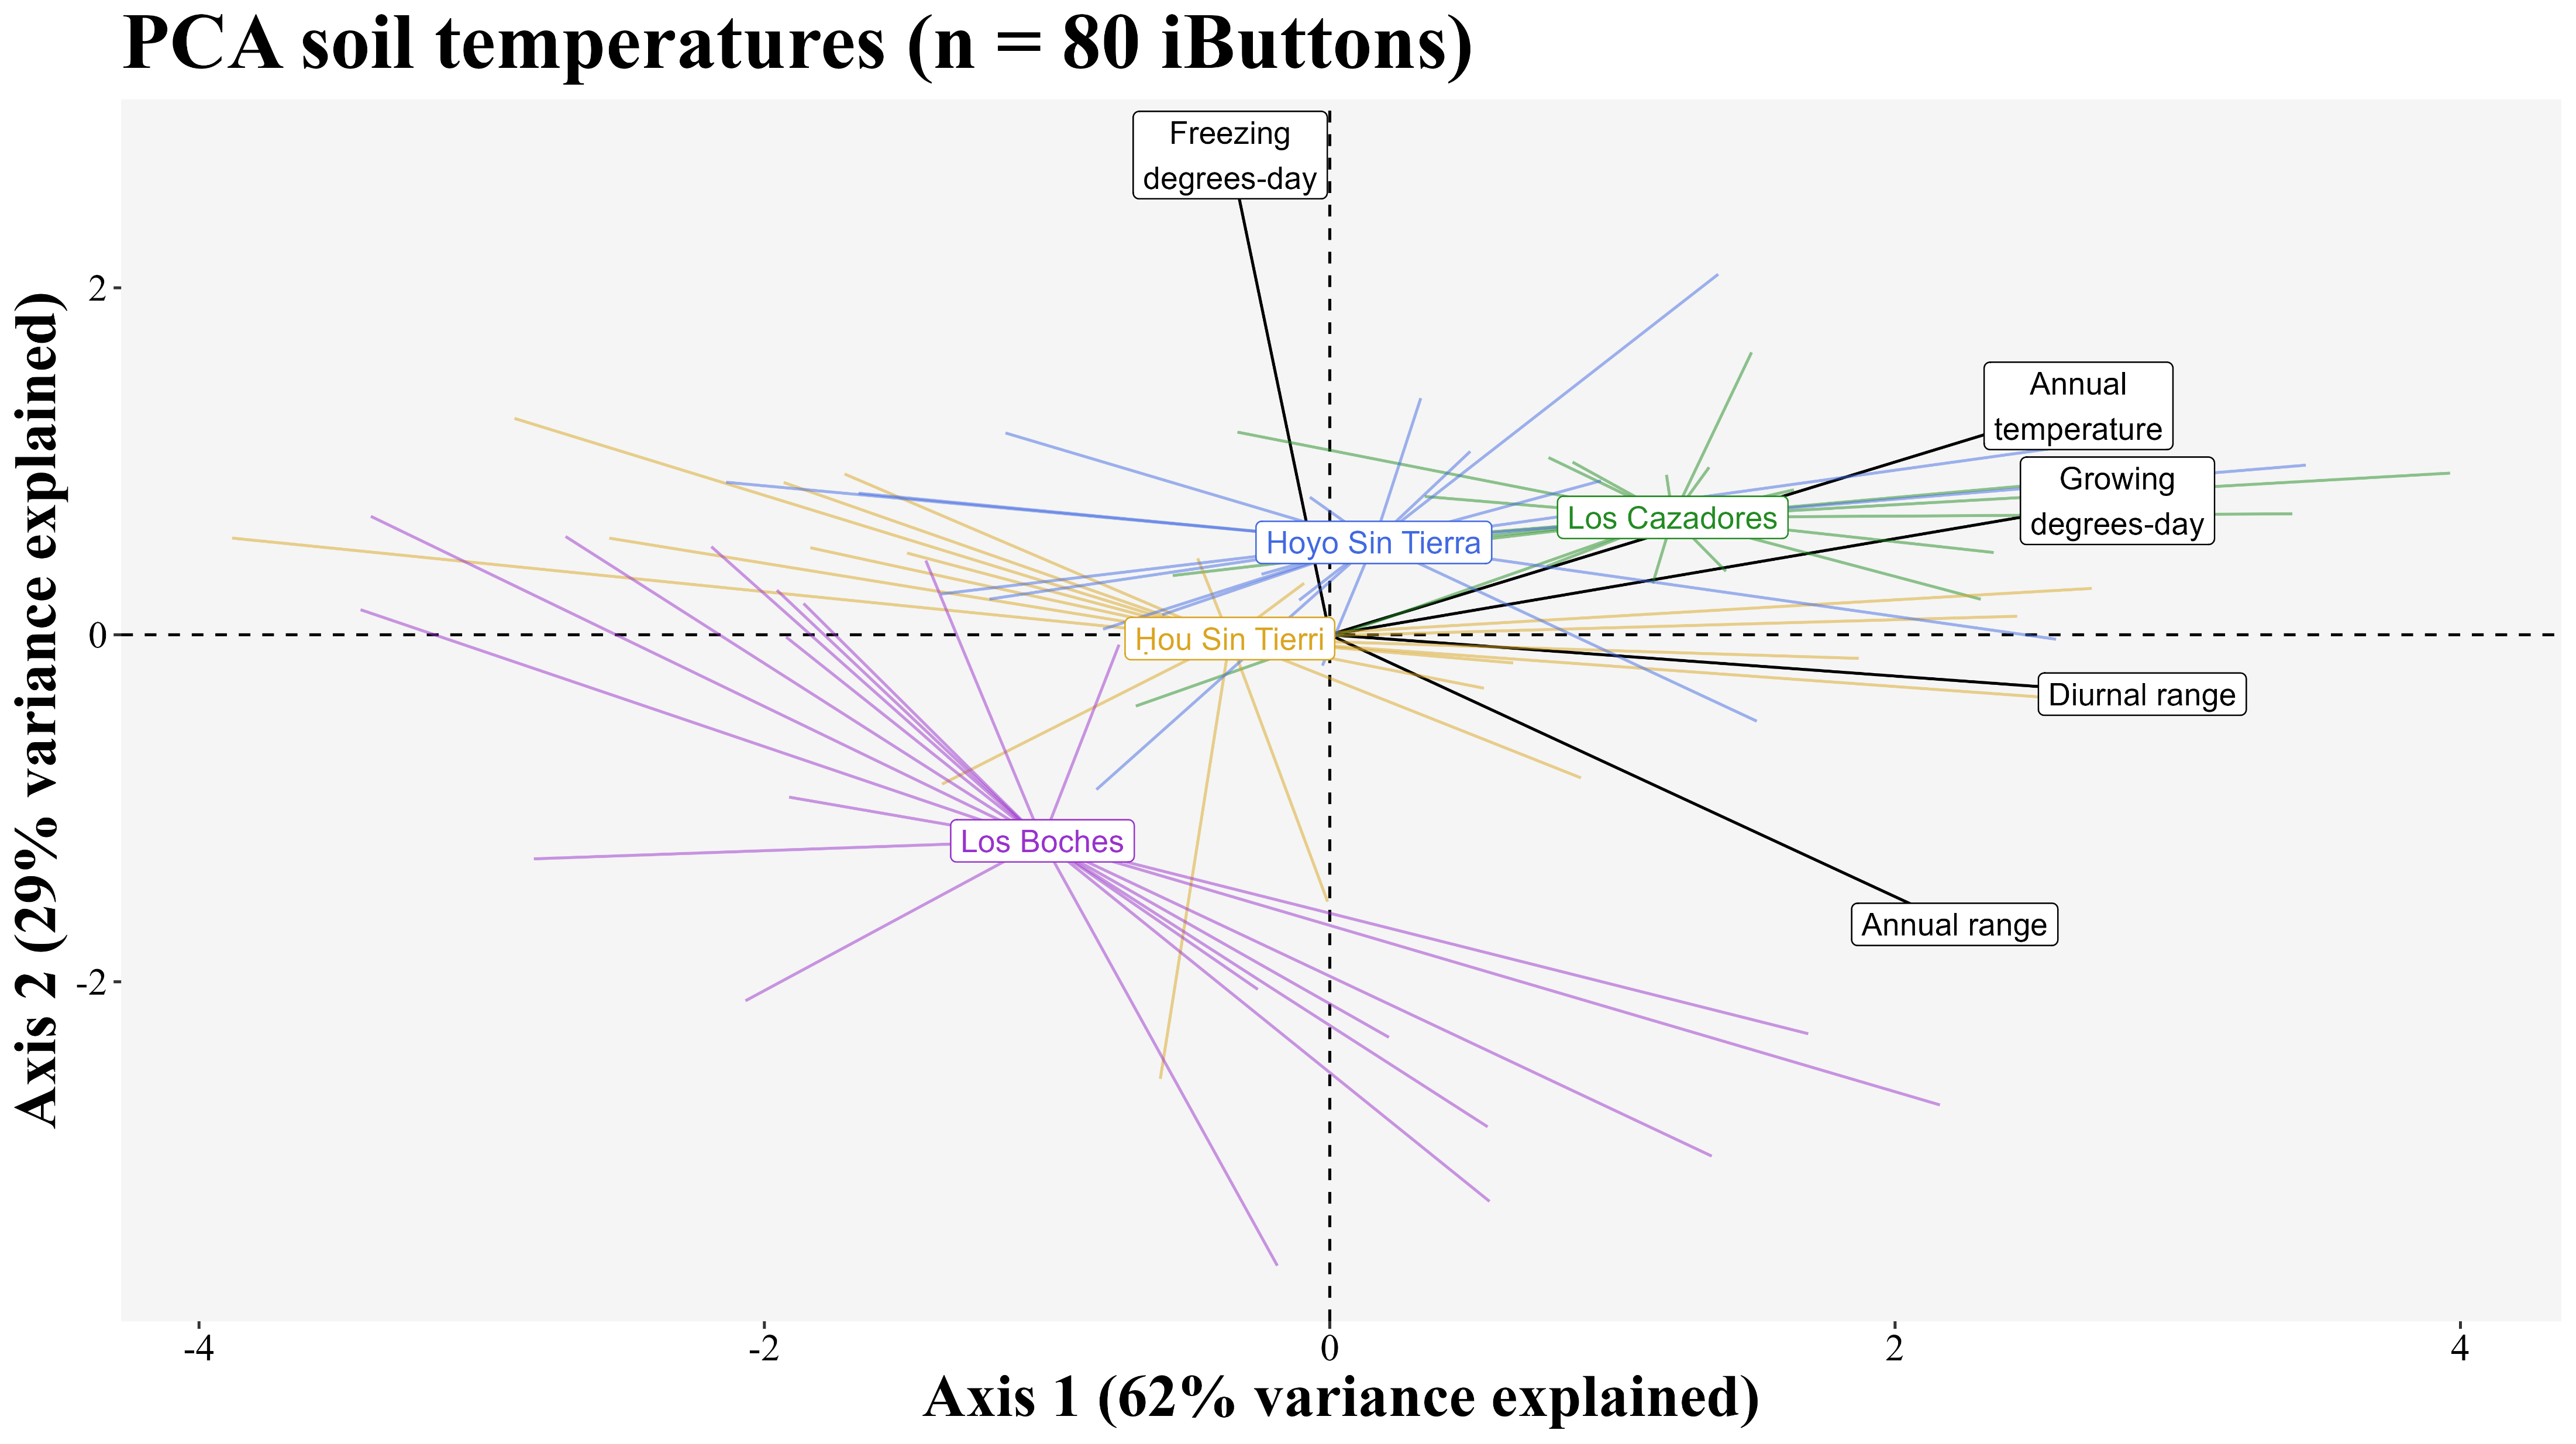 PCA soil temperatures (n = 80 iButtons)
Axis 2 (29% variance explained)
2
0
-2
Freezing
degrees-day
Annual
temperature
Growing
degrees-day
Los Cazadores
Hoyo Sin Tierra
Hou Sin Tierri
Diurnal range
Los Boches
Annual range
-4
-2
0
2
4
Axis 1 (62% variance explained)